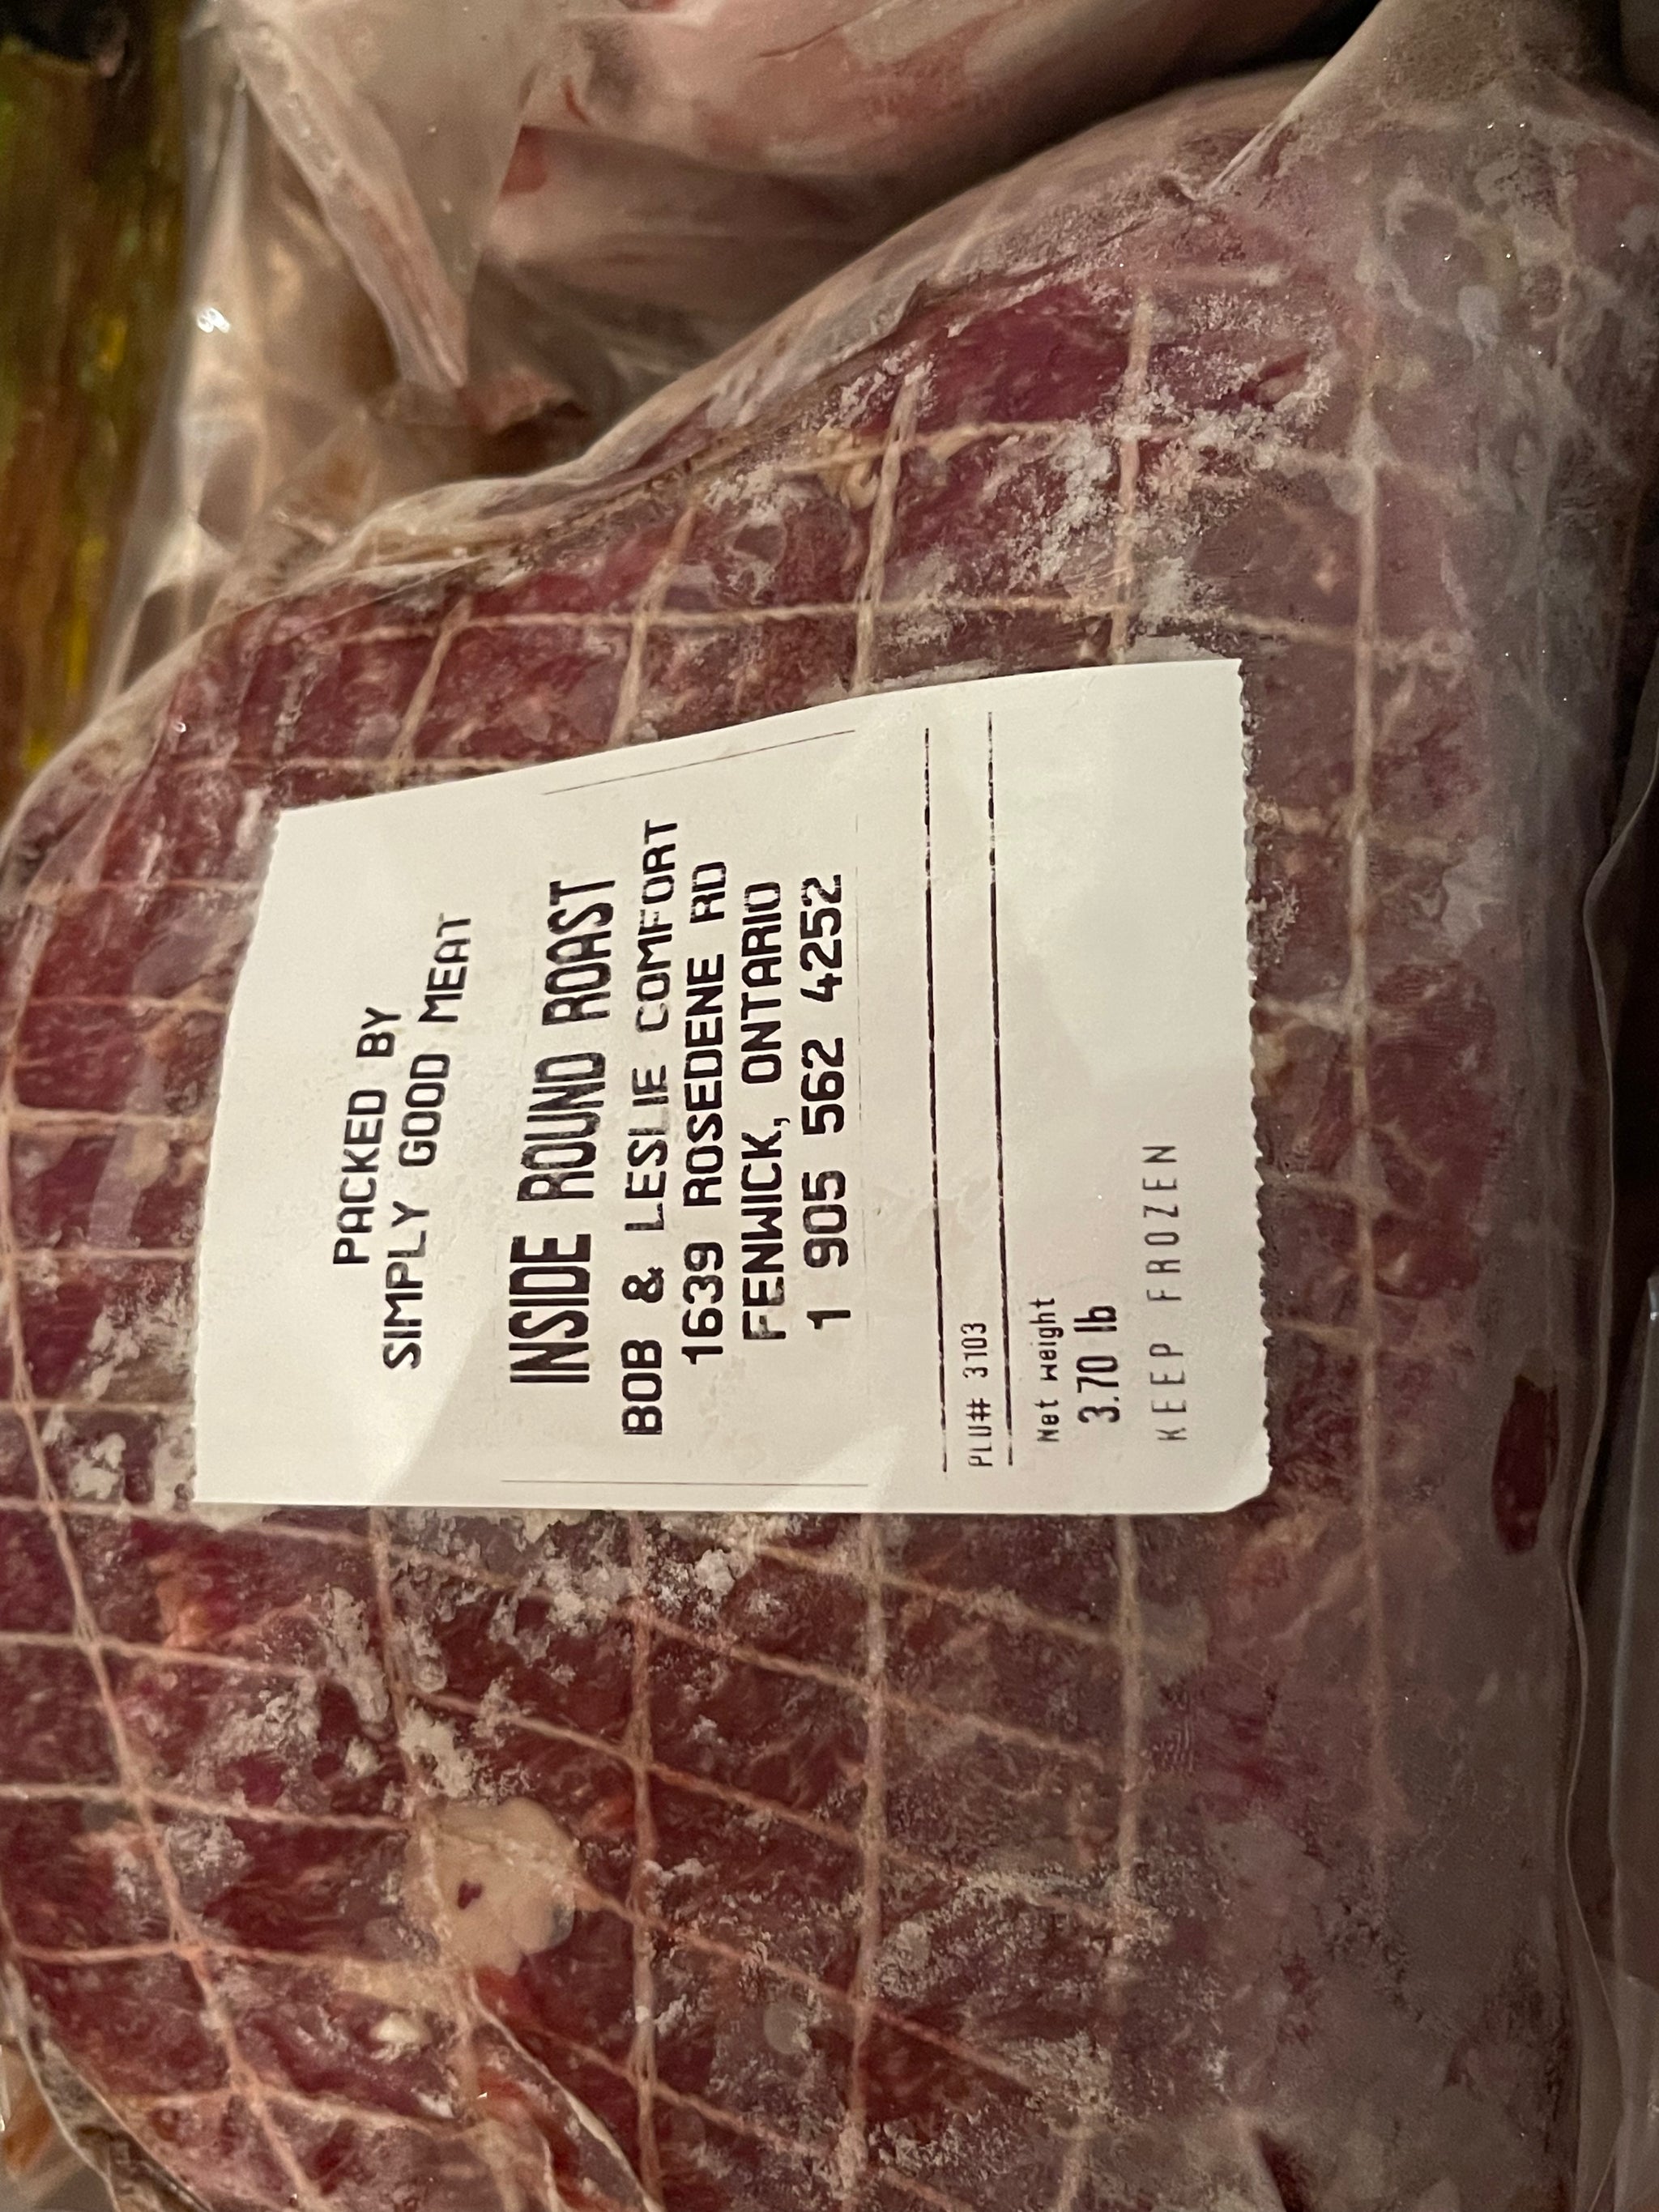 PACKED BY
SIMPLY GOOD MEAT
INSIDE ROUND ROAST
BOB & LESLIE COMFORT
1639 ROSEDENE RD
FENWICK, ONTARIO
1 905 562 4252
PLU# 3103
Net weight
3.70 lb
KEEP FROZEN